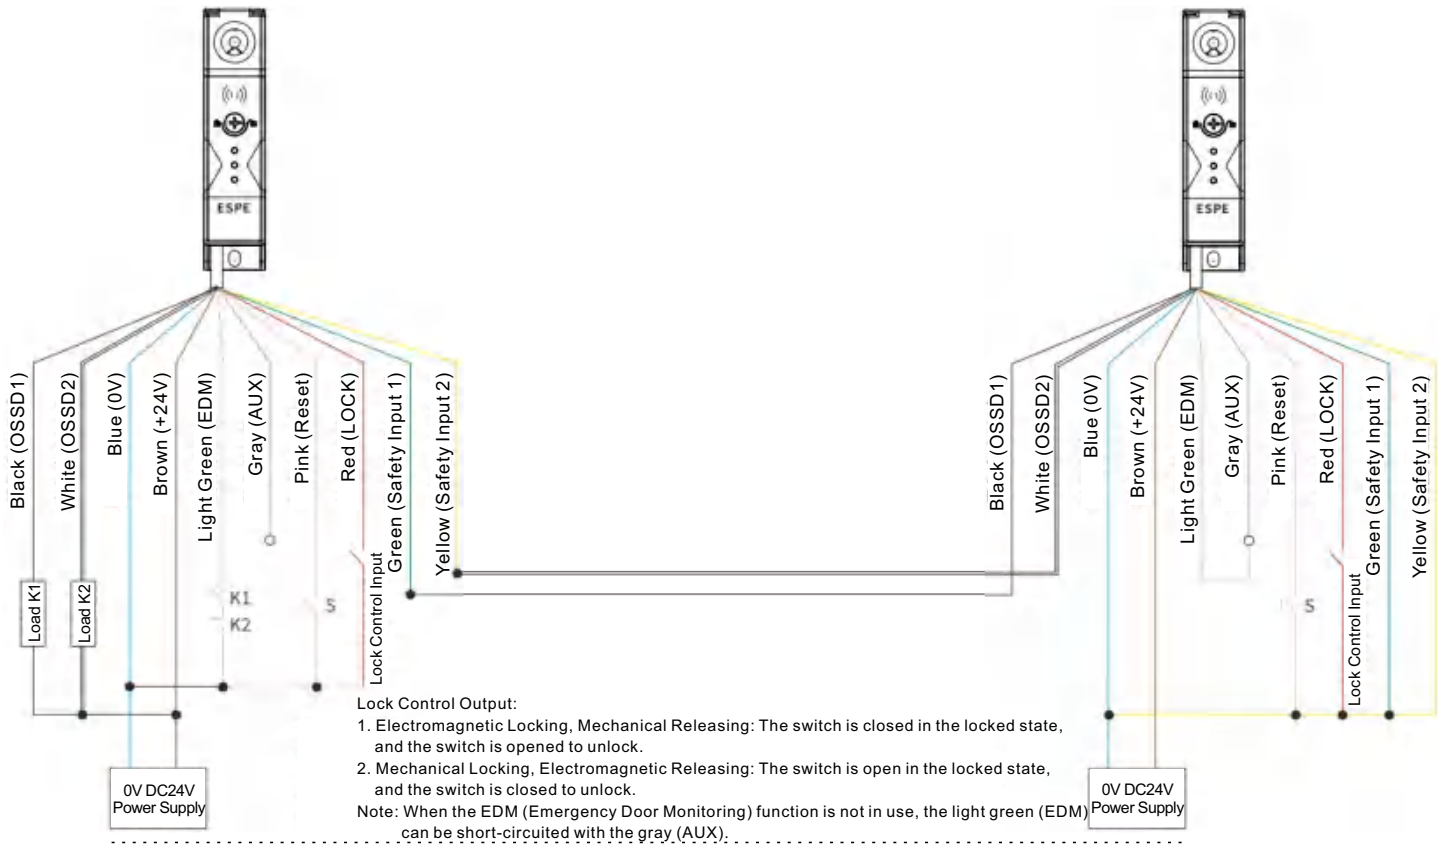 ESPE
ESPE
Black (OSSD1)
White (OSSD2)
Blue (0V)
Brown (+24V)
Light Green (EDM)
Gray (AUX)
Pink (Reset)
Red (LOCK)
Green (Safety Input 1)
Yellow (Safety Input 2)
Black (OSSD1)
White (OSSD2)
Blue (0V)
Brown (+24V)
Light Green (EDM)
Gray (AUX)
Pink (Reset)
Red (LOCK)
Green (Safety Input 1)
Yellow (Safety Input 2)
Load K1
Load K2
K1
K2
S
Lock Control Input
S
Lock Control Input
Lock Control Output:
1. Electromagnetic Locking, Mechanical Releasing: The switch is closed in the locked state,
and the switch is opened to unlock.
2. Mechanical Locking, Electromagnetic Releasing: The switch is open in the locked state,
and the switch is closed to unlock.
Note: When the EDM (Emergency Door Monitoring) function is not in use, the light green (EDM)
can be short-circuited with the gray (AUX).
0V DC24V
Power Supply
0V DC24V
Power Supply